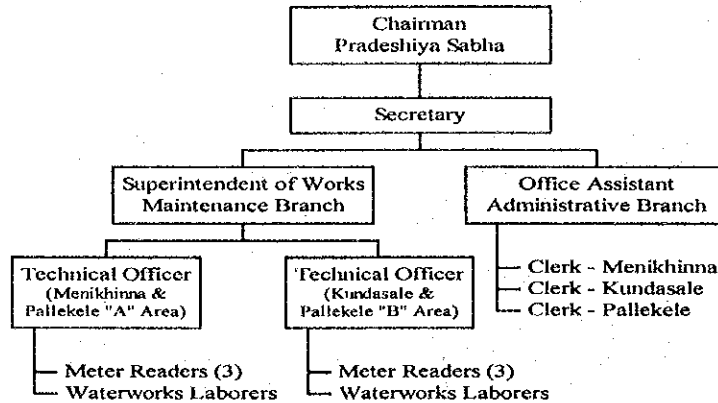 Chairman
Pradeshiya Sabha
Secretary
Superintendent of Works
Maintenance Branch
Office Assistant
Administrative Branch
Technical Officer
(Menikhinna &
Pallekele "A" Area)
Technical Officer
(Kundasale &
Pallekele "B" Area)
Clerk - Menikhinna
Clerk - Kundasale
Clerk - Pallekele
Meter Readers (3)
Waterworks Laborers
Meter Readers (3)
Waterworks Laborers